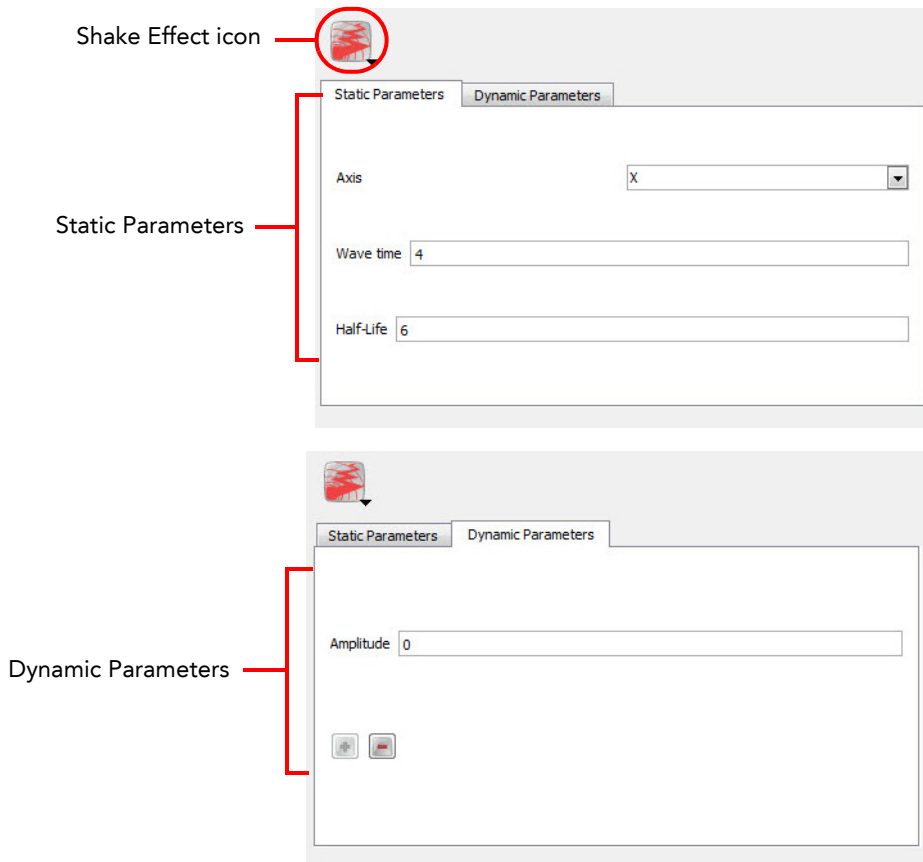 Shake Effect icon
Static Parameters Dynamic Parameters
Axis X
Static Parameters
Wave time 4
Half-Life 6
Static Parameters Dynamic Parameters
Amplitude 0
Dynamic Parameters